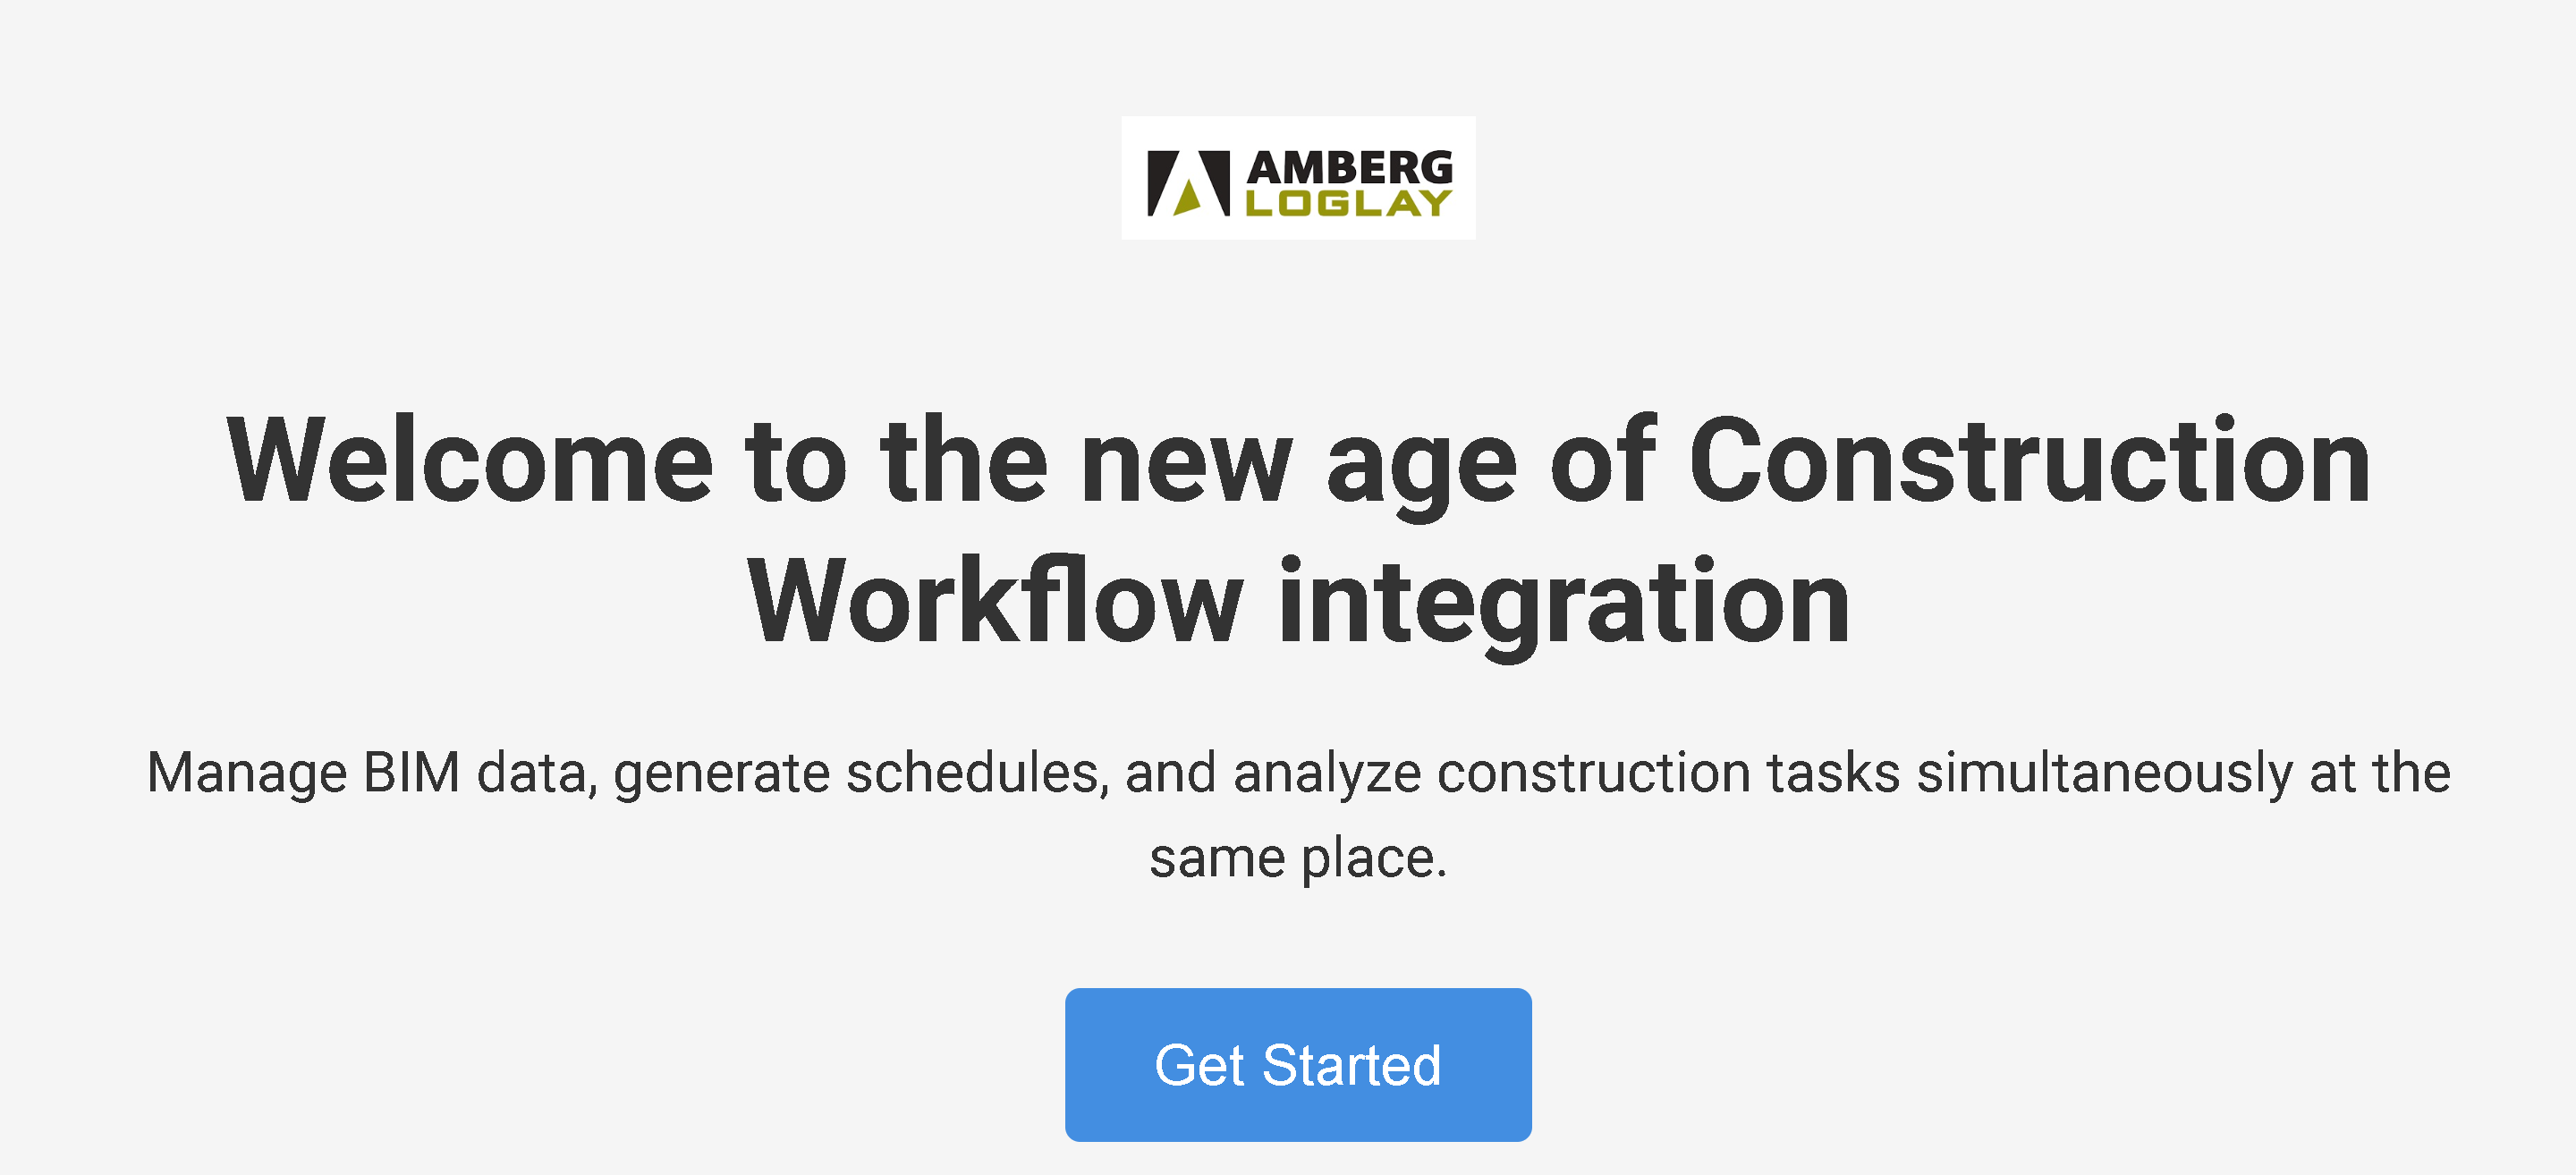 AMBERG
LOGLAY
Welcome to the new age of Construction
Workflow integration
Manage BIM data, generate schedules, and analyze construction tasks simultaneously at the
same place.
Get Started